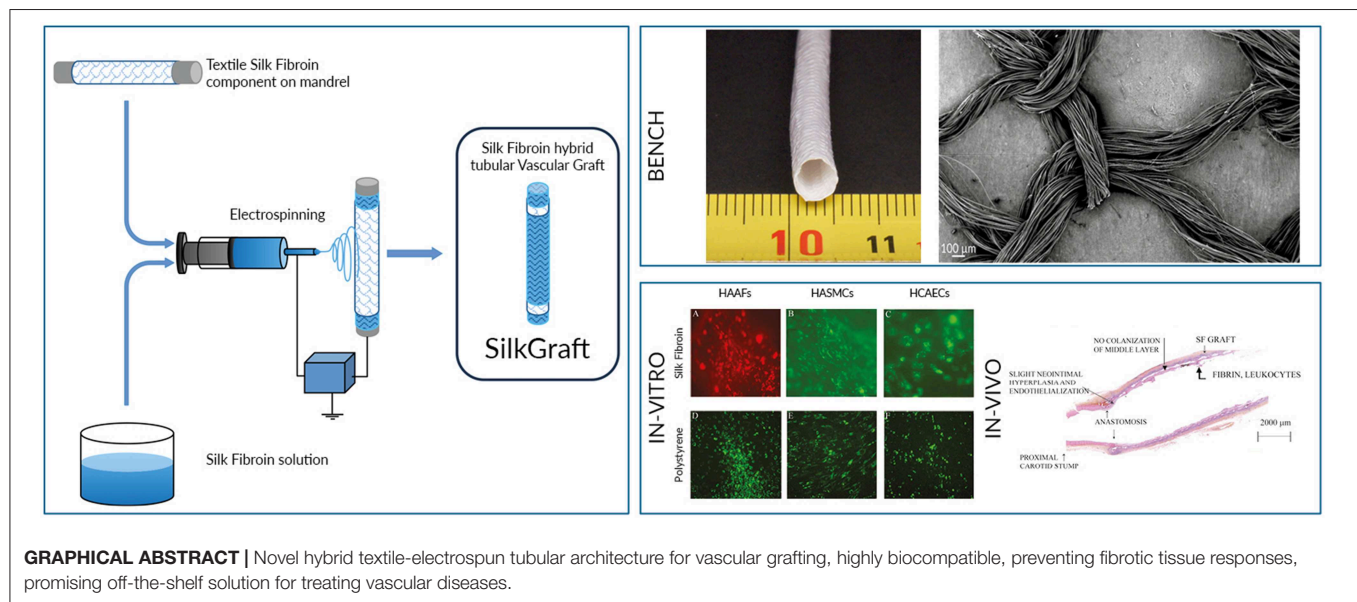 Textile Silk Fibroin
component on mandrel
Electrospinning
Silk Fibroin hybrid
tubular Vascular Graft
SilkGraft
Silk Fibroin solution
BENCH
10
11
100 µm
IN-VITRO
HAAFs
HASMCs
HCAECs
Silk Fibroin
A
B
C
Polystyrene
D
E
F
IN-VIVO
NO COLANIZATION
OF MIDDLE LAYER
SF GRAFT
SLIGHT NEOINTIMAL
HYPERPLASIA AND
ENDOTHELIALIZATION
FIBRIN, LEUKOCYTES
ANASTOMOSIS
2000 µm
PROXIMAL
CAROTID STUMP
GRAPHICAL ABSTRACT | Novel hybrid textile-electrospun tubular architecture for vascular grafting, highly biocompatible, preventing fibrotic tissue responses,
promising off-the-shelf solution for treating vascular diseases.